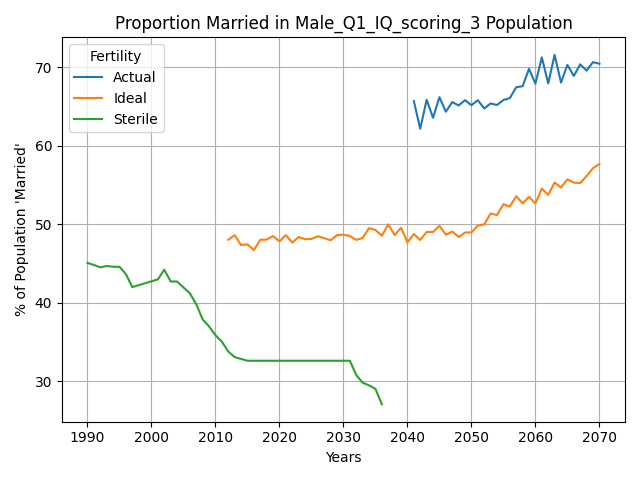 Proportion Married in Male_Q1_IQ_scoring_3 Population
Fertility
Actual
Ideal
Sterile
% of Population 'Married'
70
60
50
40
30
1990 2000 2010 2020 2030 2040 2050 2060 2070
Years